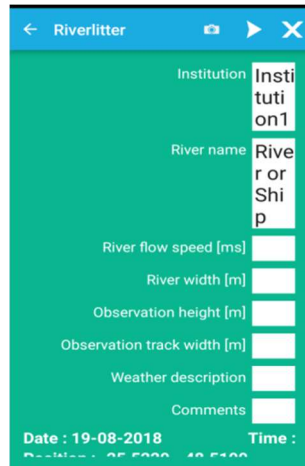 ← Riverlitter
Institution Insti
tuti
on1
River name Rive
r or
Shi
p
River flow speed [ms]
River width [m]
Observation height [m]
Observation track width [m]
Weather description
Comments
Date : 19-08-2018 Time :